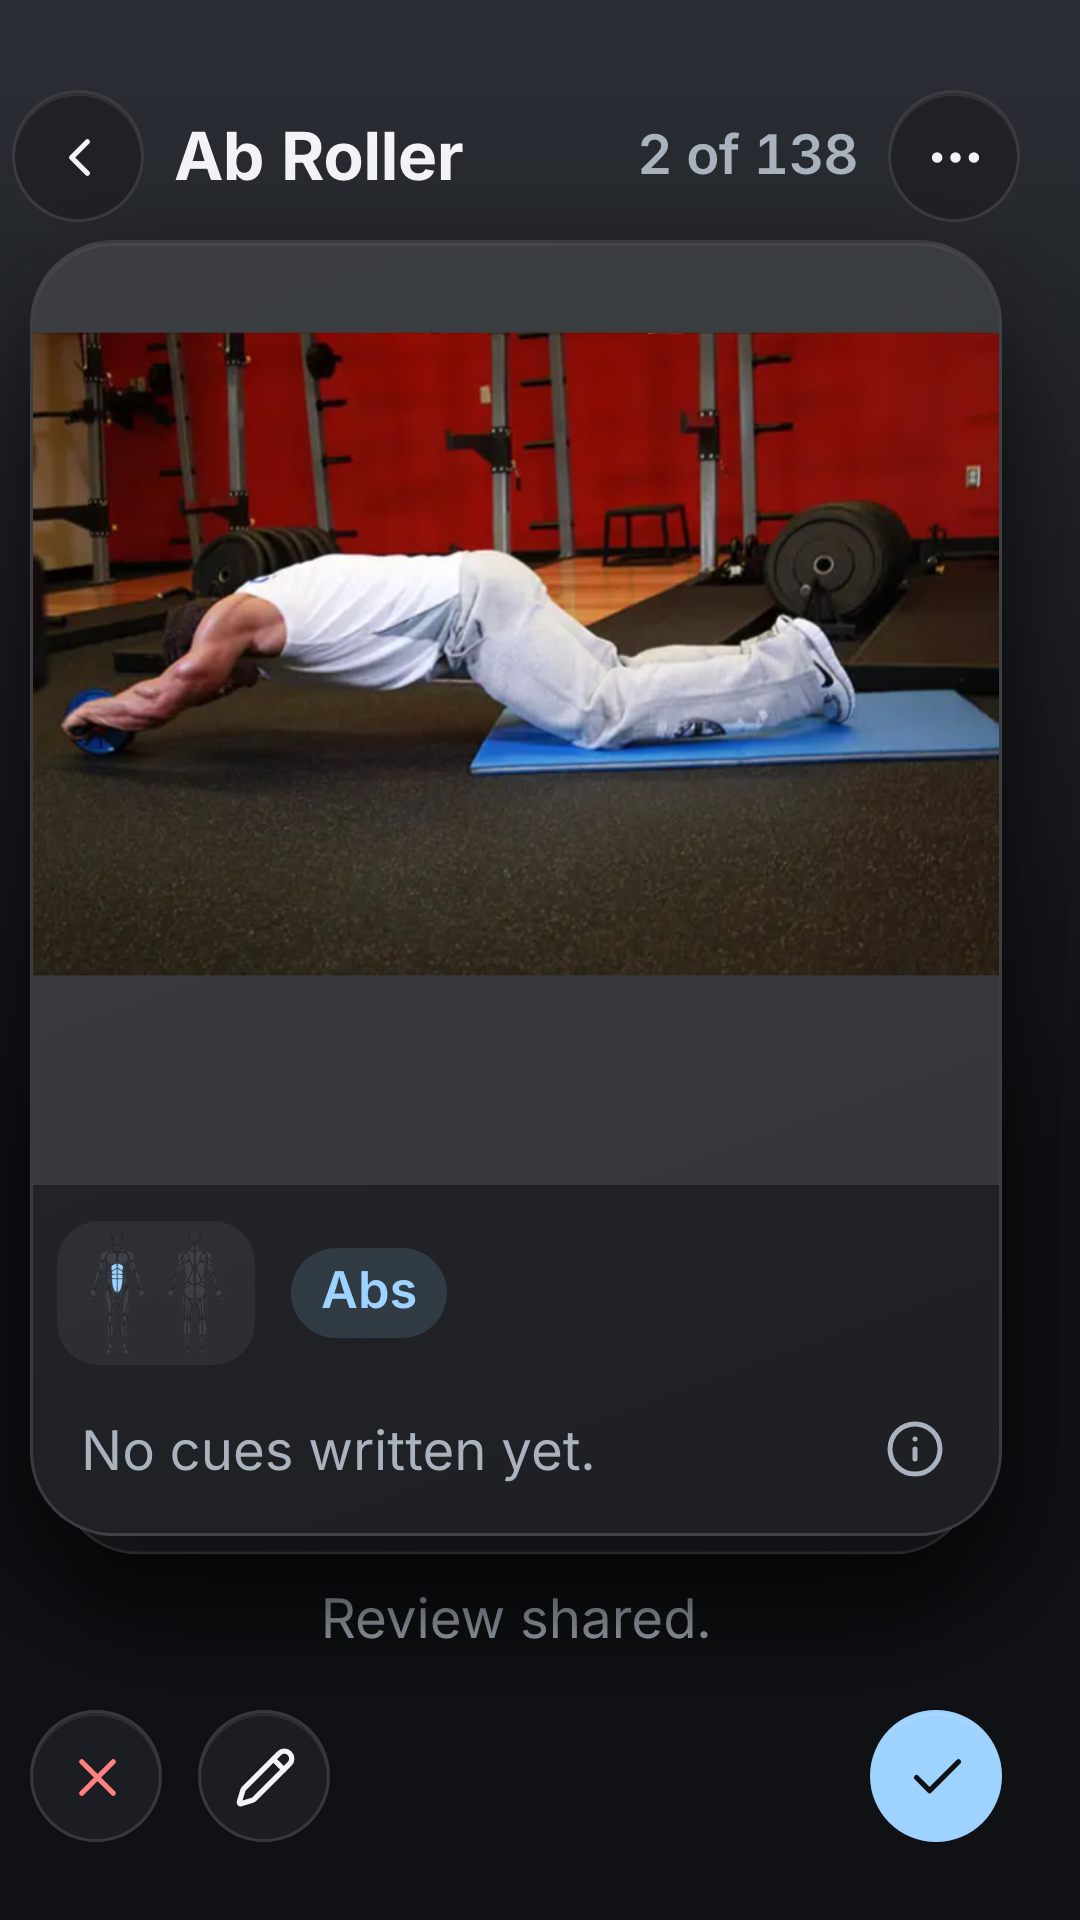 Ab Roller
2 of 138
Abs
No cues written yet.
Review shared.